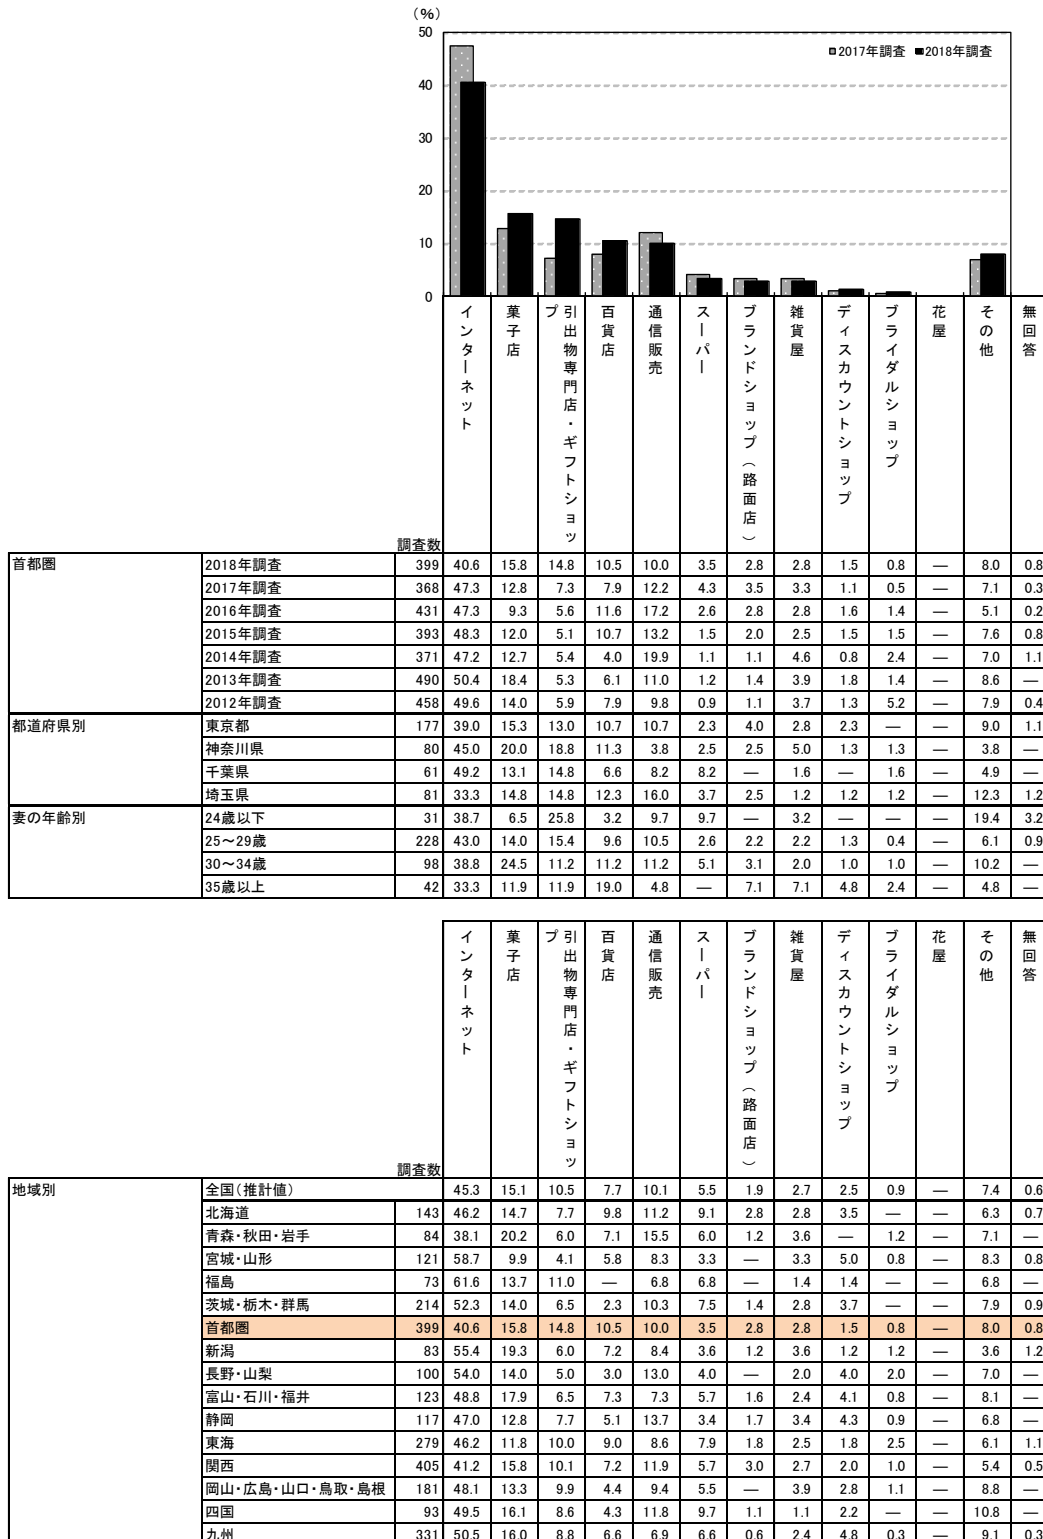 (%)
50
40
30
20
10
0
2017年調査 2018年調査
調査数 インターネット 菓子店 引出物専門店・ギフトショップ 百貨店 通信販売 スーパー ブランドショップ(路面店) 雑貨屋 ディスカウントショップ ブライダルショップ 花屋 その他 無回答
首都圏 2018年調査 399 40.6 15.8 14.8 10.5 10.0 3.5 2.8 2.8 1.5 0.8 — 8.0 0.8
2017年調査 368 47.3 12.8 7.3 7.9 12.2 4.3 3.5 3.3 1.1 0.5 — 7.1 0.3
2016年調査 431 47.3 9.3 5.6 11.6 17.2 2.6 2.8 2.8 1.6 1.4 — 5.1 0.2
2015年調査 393 48.3 12.0 5.1 10.7 13.2 1.5 2.0 2.5 1.5 1.5 — 7.6 0.8
2014年調査 371 47.2 12.7 5.4 4.0 19.9 1.1 1.1 4.6 0.8 2.4 — 7.0 1.1
2013年調査 490 50.4 18.4 5.3 6.1 11.0 1.2 1.4 3.9 1.8 1.4 — 8.6 —
2012年調査 458 49.6 14.0 5.9 7.9 9.8 0.9 1.1 3.7 1.3 5.2 — 7.9 0.4
都道府県別 東京都 177 39.0 15.3 13.0 10.7 10.7 2.3 4.0 2.8 2.3 — — 9.0 1.1
神奈川県 80 45.0 20.0 18.8 11.3 3.8 2.5 2.5 5.0 1.3 1.3 — 3.8 —
千葉県 61 49.2 13.1 14.8 6.6 8.2 8.2 — 1.6 — 1.6 — 4.9 —
埼玉県 81 33.3 14.8 14.8 12.3 16.0 3.7 2.5 1.2 1.2 1.2 — 12.3 1.2
妻の年齢別 24歳以下 31 38.7 6.5 25.8 3.2 9.7 9.7 — 3.2 — — — 19.4 3.2
25～29歳 228 43.0 14.0 15.4 9.6 10.5 2.6 2.2 2.2 1.3 0.4 — 6.1 0.9
30～34歳 98 38.8 24.5 11.2 11.2 11.2 5.1 3.1 2.0 1.0 1.0 — 10.2 —
35歳以上 42 33.3 11.9 11.9 19.0 4.8 — 7.1 7.1 4.8 2.4 — 4.8 —
調査数 インターネット 菓子店 引出物専門店・ギフトショップ 百貨店 通信販売 スーパー ブランドショップ(路面店) 雑貨屋 ディスカウントショップ ブライダルショップ 花屋 その他 無回答
地域別 全国(推計値) 45.3 15.1 10.5 7.7 10.1 5.5 1.9 2.7 2.5 0.9 — 7.4 0.6
北海道 143 46.2 14.7 7.7 9.8 11.2 9.1 2.8 2.8 3.5 — — 6.3 0.7
青森・秋田・岩手 84 38.1 20.2 6.0 7.1 15.5 6.0 1.2 3.6 — 1.2 — 7.1 —
宮城・山形 121 58.7 9.9 4.1 5.8 8.3 3.3 — 3.3 5.0 0.8 — 8.3 0.8
福島 73 61.6 13.7 11.0 — 6.8 6.8 — 1.4 1.4 — — 6.8 —
茨城・栃木・群馬 214 52.3 14.0 6.5 2.3 10.3 7.5 1.4 2.8 3.7 — — 7.9 0.9
首都圏 399 40.6 15.8 14.8 10.5 10.0 3.5 2.8 2.8 1.5 0.8 — 8.0 0.8
新潟 83 55.4 19.3 6.0 7.2 8.4 3.6 1.2 3.6 1.2 1.2 — 3.6 1.2
長野・山梨 100 54.0 14.0 5.0 3.0 13.0 4.0 — 2.0 4.0 2.0 — 7.0 —
富山・石川・福井 123 48.8 17.9 6.5 7.3 7.3 5.7 1.6 2.4 4.1 0.8 — 8.1 —
静岡 117 47.0 12.8 7.7 5.1 13.7 3.4 1.7 3.4 4.3 0.9 — 6.8 —
東海 279 46.2 11.8 10.0 9.0 8.6 7.9 1.8 2.5 1.8 2.5 — 6.1 1.1
関西 405 41.2 15.8 10.1 7.2 11.9 5.7 3.0 2.7 2.0 1.0 — 5.4 0.5
岡山・広島・山口・鳥取・島根 181 48.1 13.3 9.9 4.4 9.4 5.5 — 3.9 2.8 1.1 — 8.8 —
四国 93 49.5 16.1 8.6 4.3 11.8 9.7 1.1 1.1 2.2 — — 10.8 —
九州 331 50.5 16.0 8.8 6.6 6.9 6.6 0.6 2.4 4.8 0.3 — 9.1 0.3